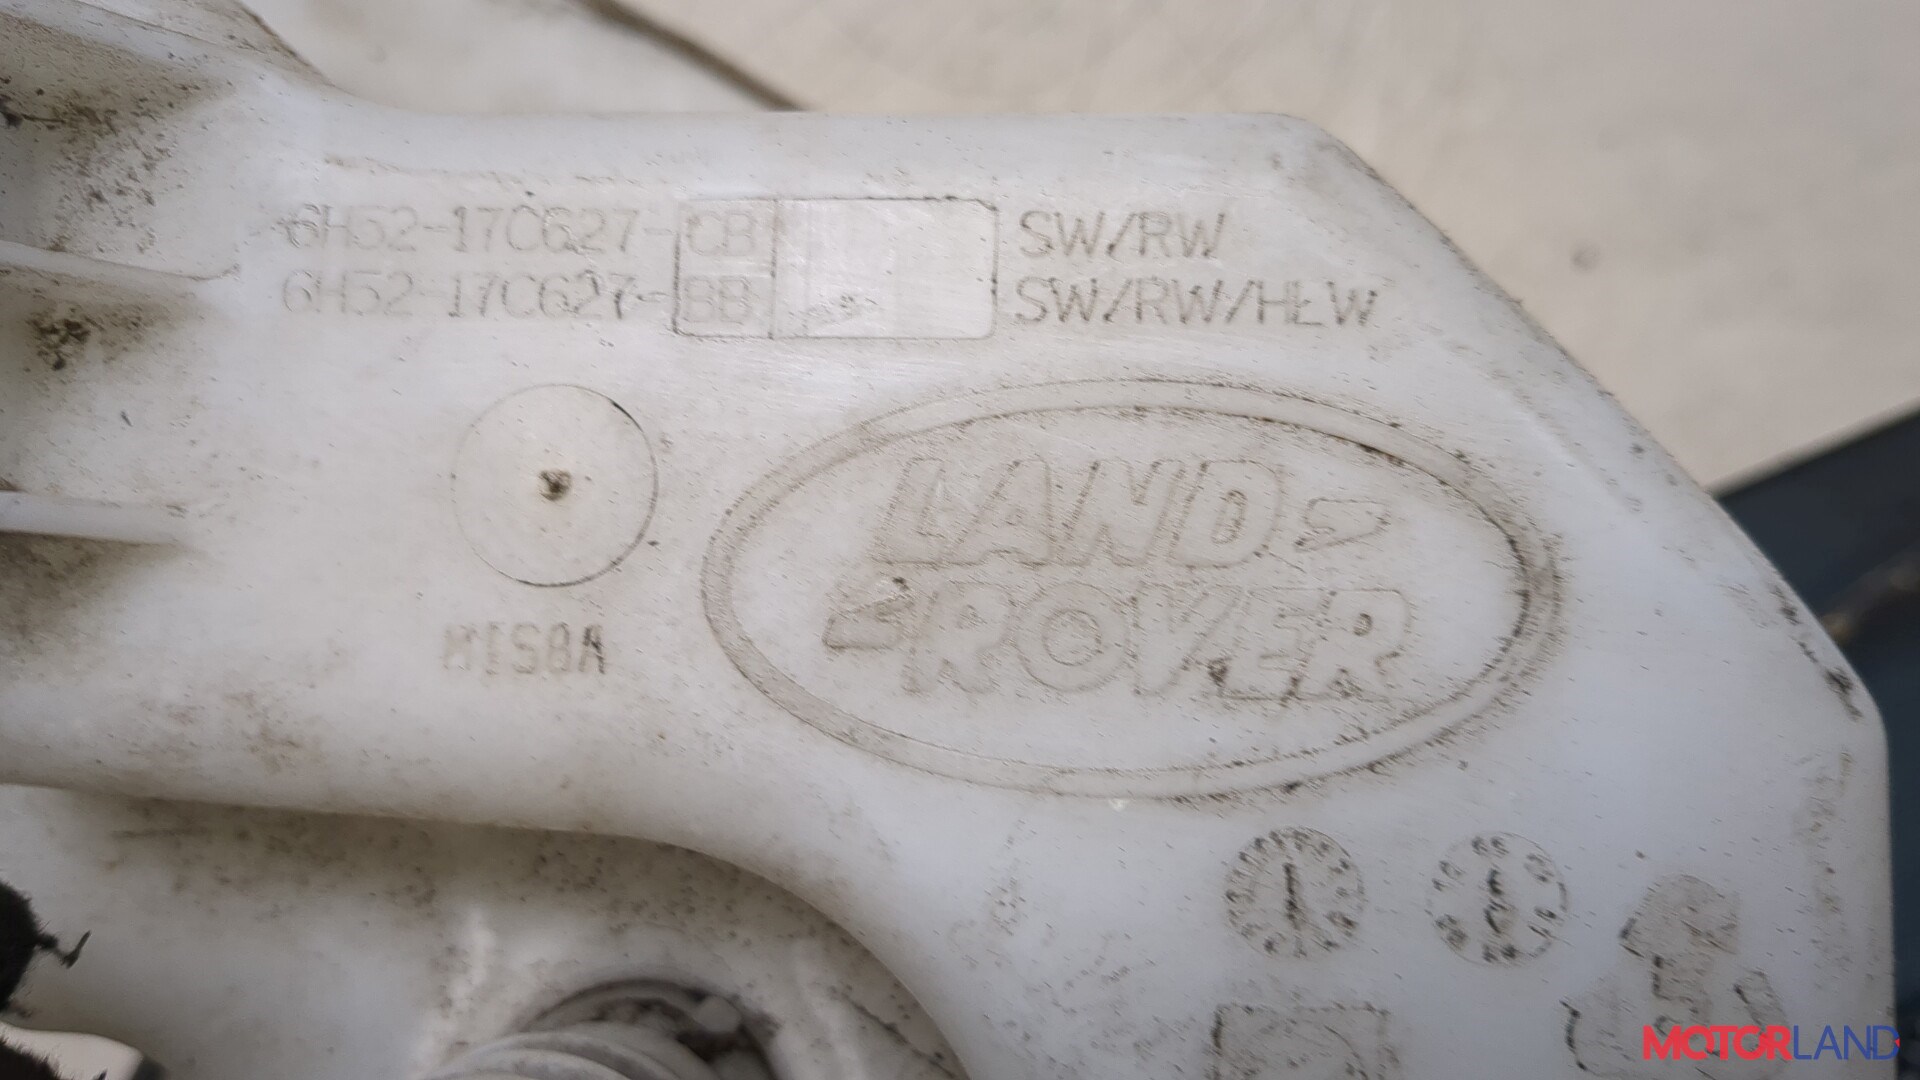 6H52-17C627-CB SW/RW
6H52-17C627-BB SW/RW/HLW
LAND
ROVER
MOTORLAND